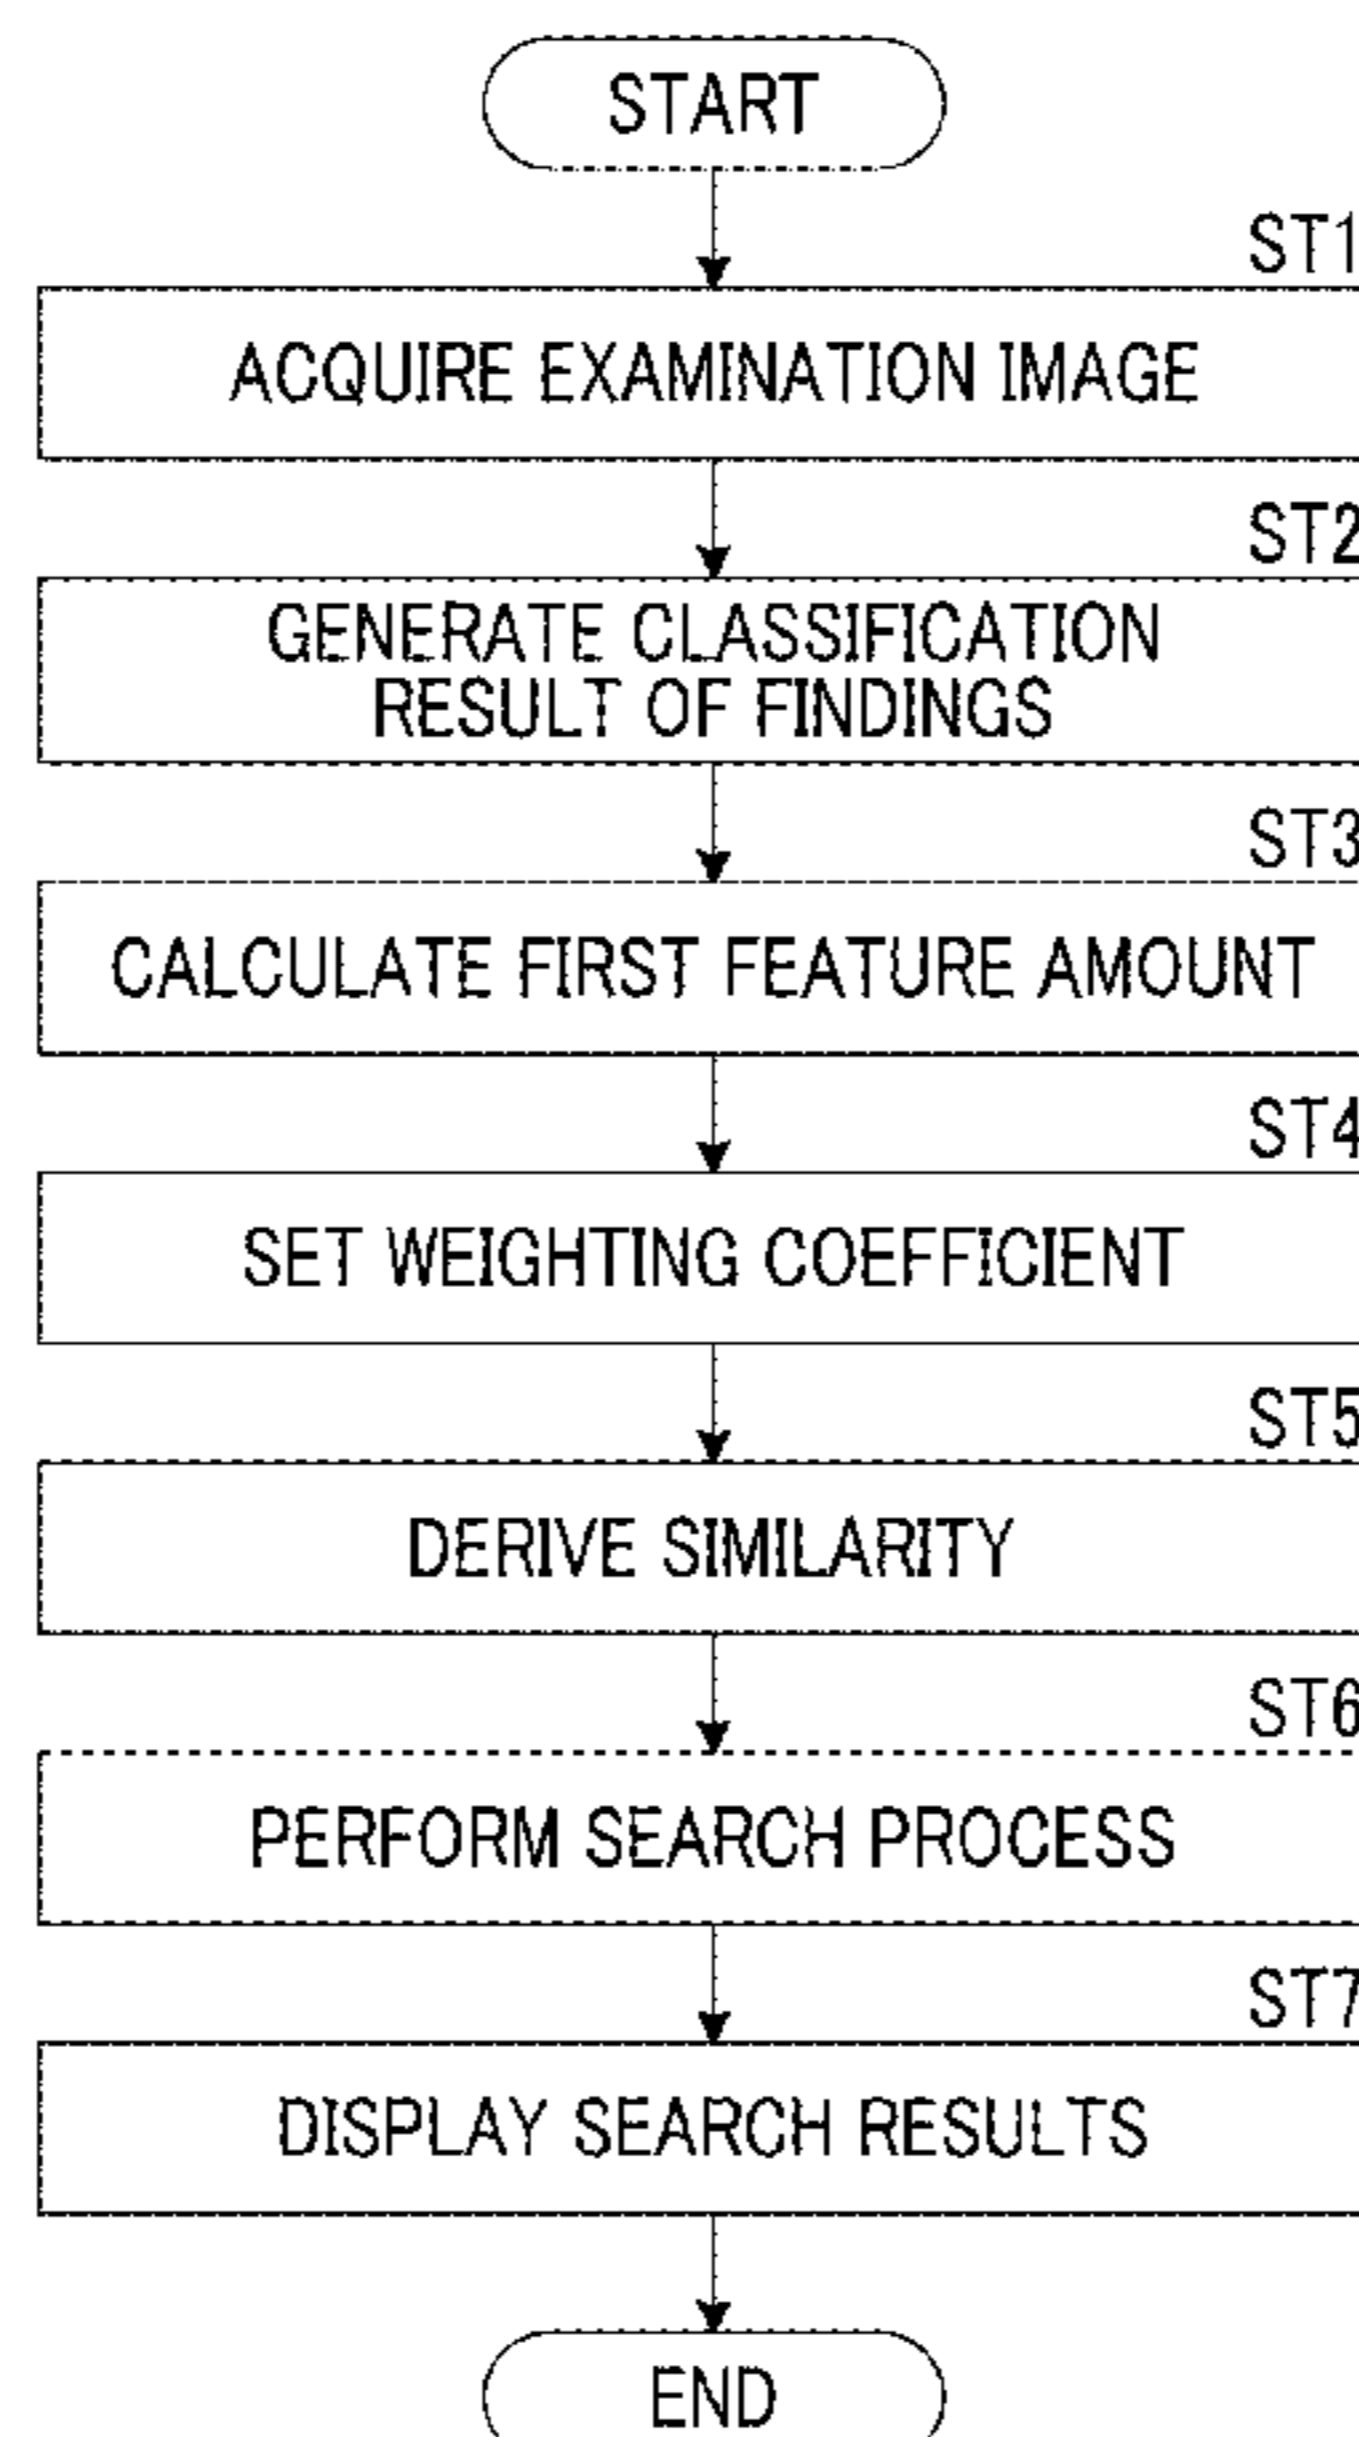 START
ST1
ACQUIRE EXAMINATION IMAGE
ST2
GENERATE CLASSIFICATION
RESULT OF FINDINGS
ST3
CALCULATE FIRST FEATURE AMOUNT
ST4
SET WEIGHTING COEFFICIENT
ST5
DERIVE SIMILARITY
ST6
PERFORM SEARCH PROCESS
ST7
DISPLAY SEARCH RESULTS
END